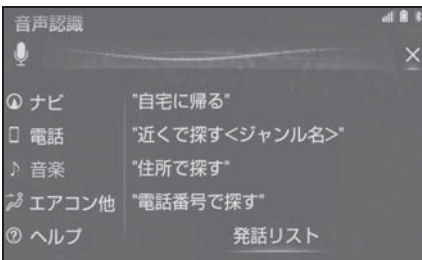 音声認識
ナビ
"自宅に帰る"
電話
"近くで探す<ジャンル名>"
音楽
"住所で探す"
エアコン他
"電話番号で探す"
ヘルプ
発話リスト